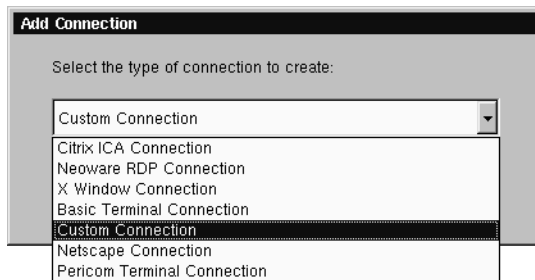 Add Connection
Select the type of connection to create:
Custom Connection
Citrix ICA Connection
Neoware RDP Connection
X Window Connection
Basic Terminal Connection
Custom Connection
Netscape Connection
Pericom Terminal Connection